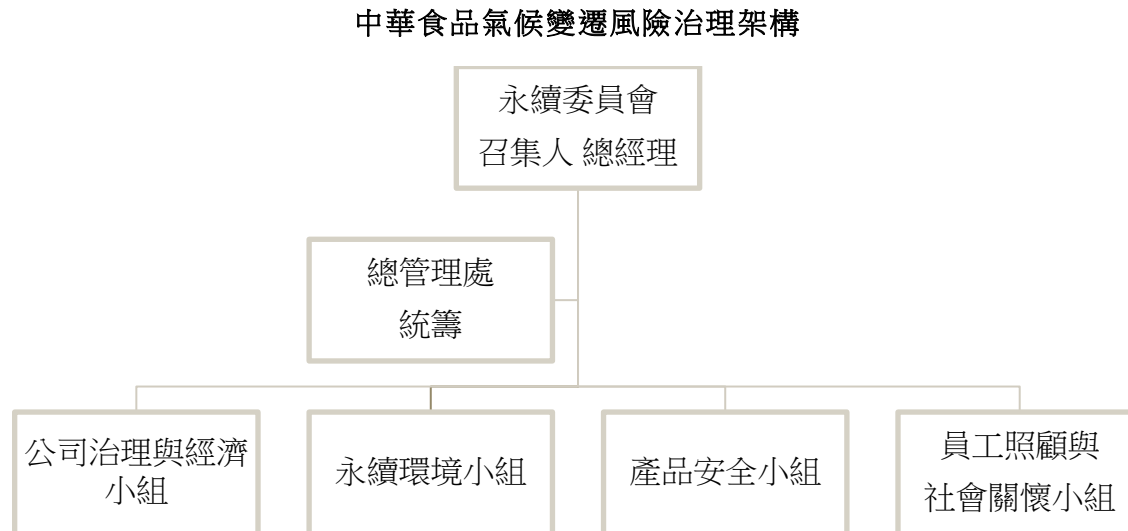 中華食品氣候變遷風險治理架構
永續委員會
召集人 總經理
總管理處
統籌
公司治理與經濟
小組
永續環境小組
產品安全小組
員工照顧與
社會關懷小組